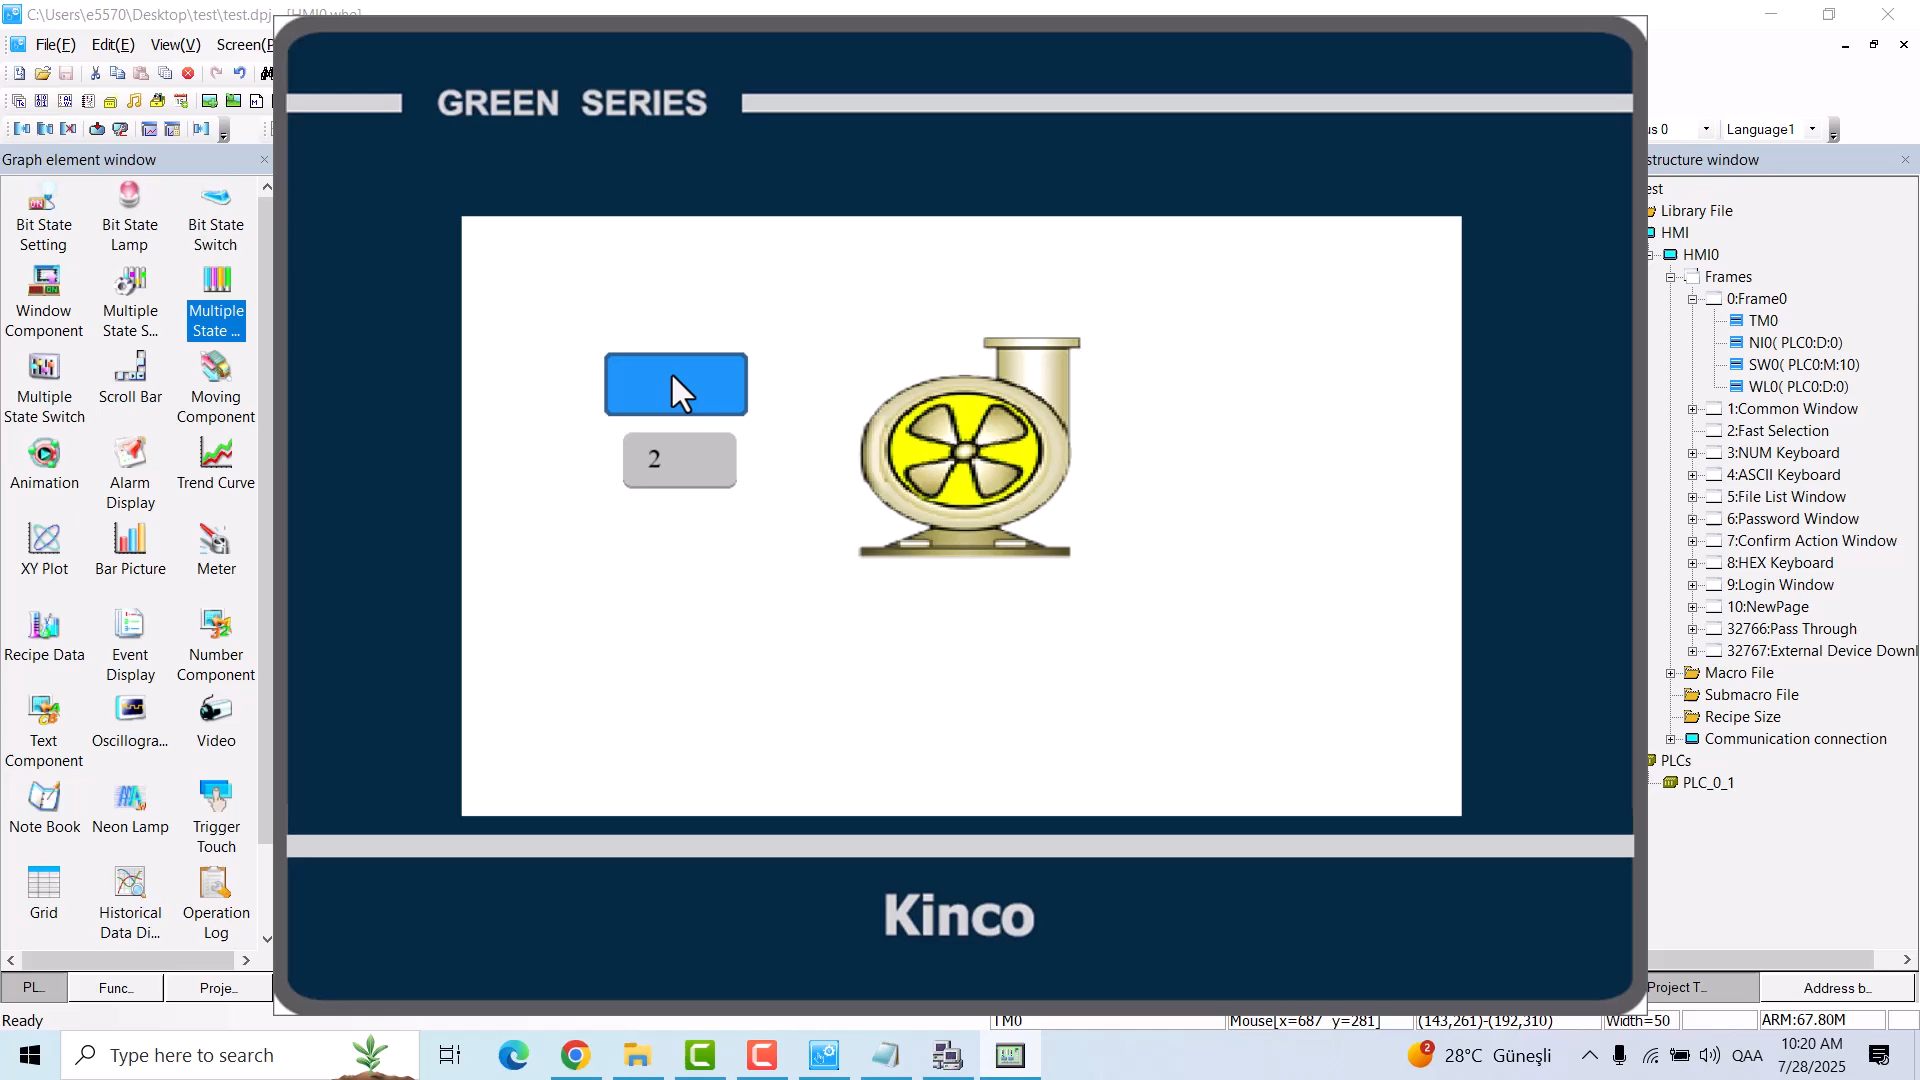 C:\Users\e5570\Desktop\test\test.dpj - [HMI0.whe]
File(F) Edit(E) View(V) Screen(P
us 0 Language1
Graph element window
Bit State Setting
Bit State Lamp
Bit State Switch
Window Component
Multiple State S...
Multiple State ...
Multiple State Switch
Scroll Bar
Moving Component
Animation
Alarm Display
Trend Curve
XY Plot
Bar Picture
Meter
Recipe Data
Event Display
Number Component
Text Component
Oscillogra...
Video
Note Book
Neon Lamp
Trigger Touch
Grid
Historical Data Di...
Operation Log
PL... Func... Proje...
GREEN SERIES
2
Kinco
structure window
est
Library File
HMI
HMI0
Frames
0:Frame0
TM0
NI0( PLC0:D:0)
SW0( PLC0:M:10)
WL0( PLC0:D:0)
1:Common Window
2:Fast Selection
3:NUM Keyboard
4:ASCII Keyboard
5:File List Window
6:Password Window
7:Confirm Action Window
8:HEX Keyboard
9:Login Window
10:NewPage
32766:Pass Through
32767:External Device Downl
Macro File
Submacro File
Recipe Size
Communication connection
PLCs
PLC_0_1
Project T... Address b...
Ready TM0 Mouse[x=687 y=281] (143,261)-(192,310) Width=50 ARM:67.80M
Type here to search
2 28°C Güneşli QAA
10:20 AM
7/28/2025